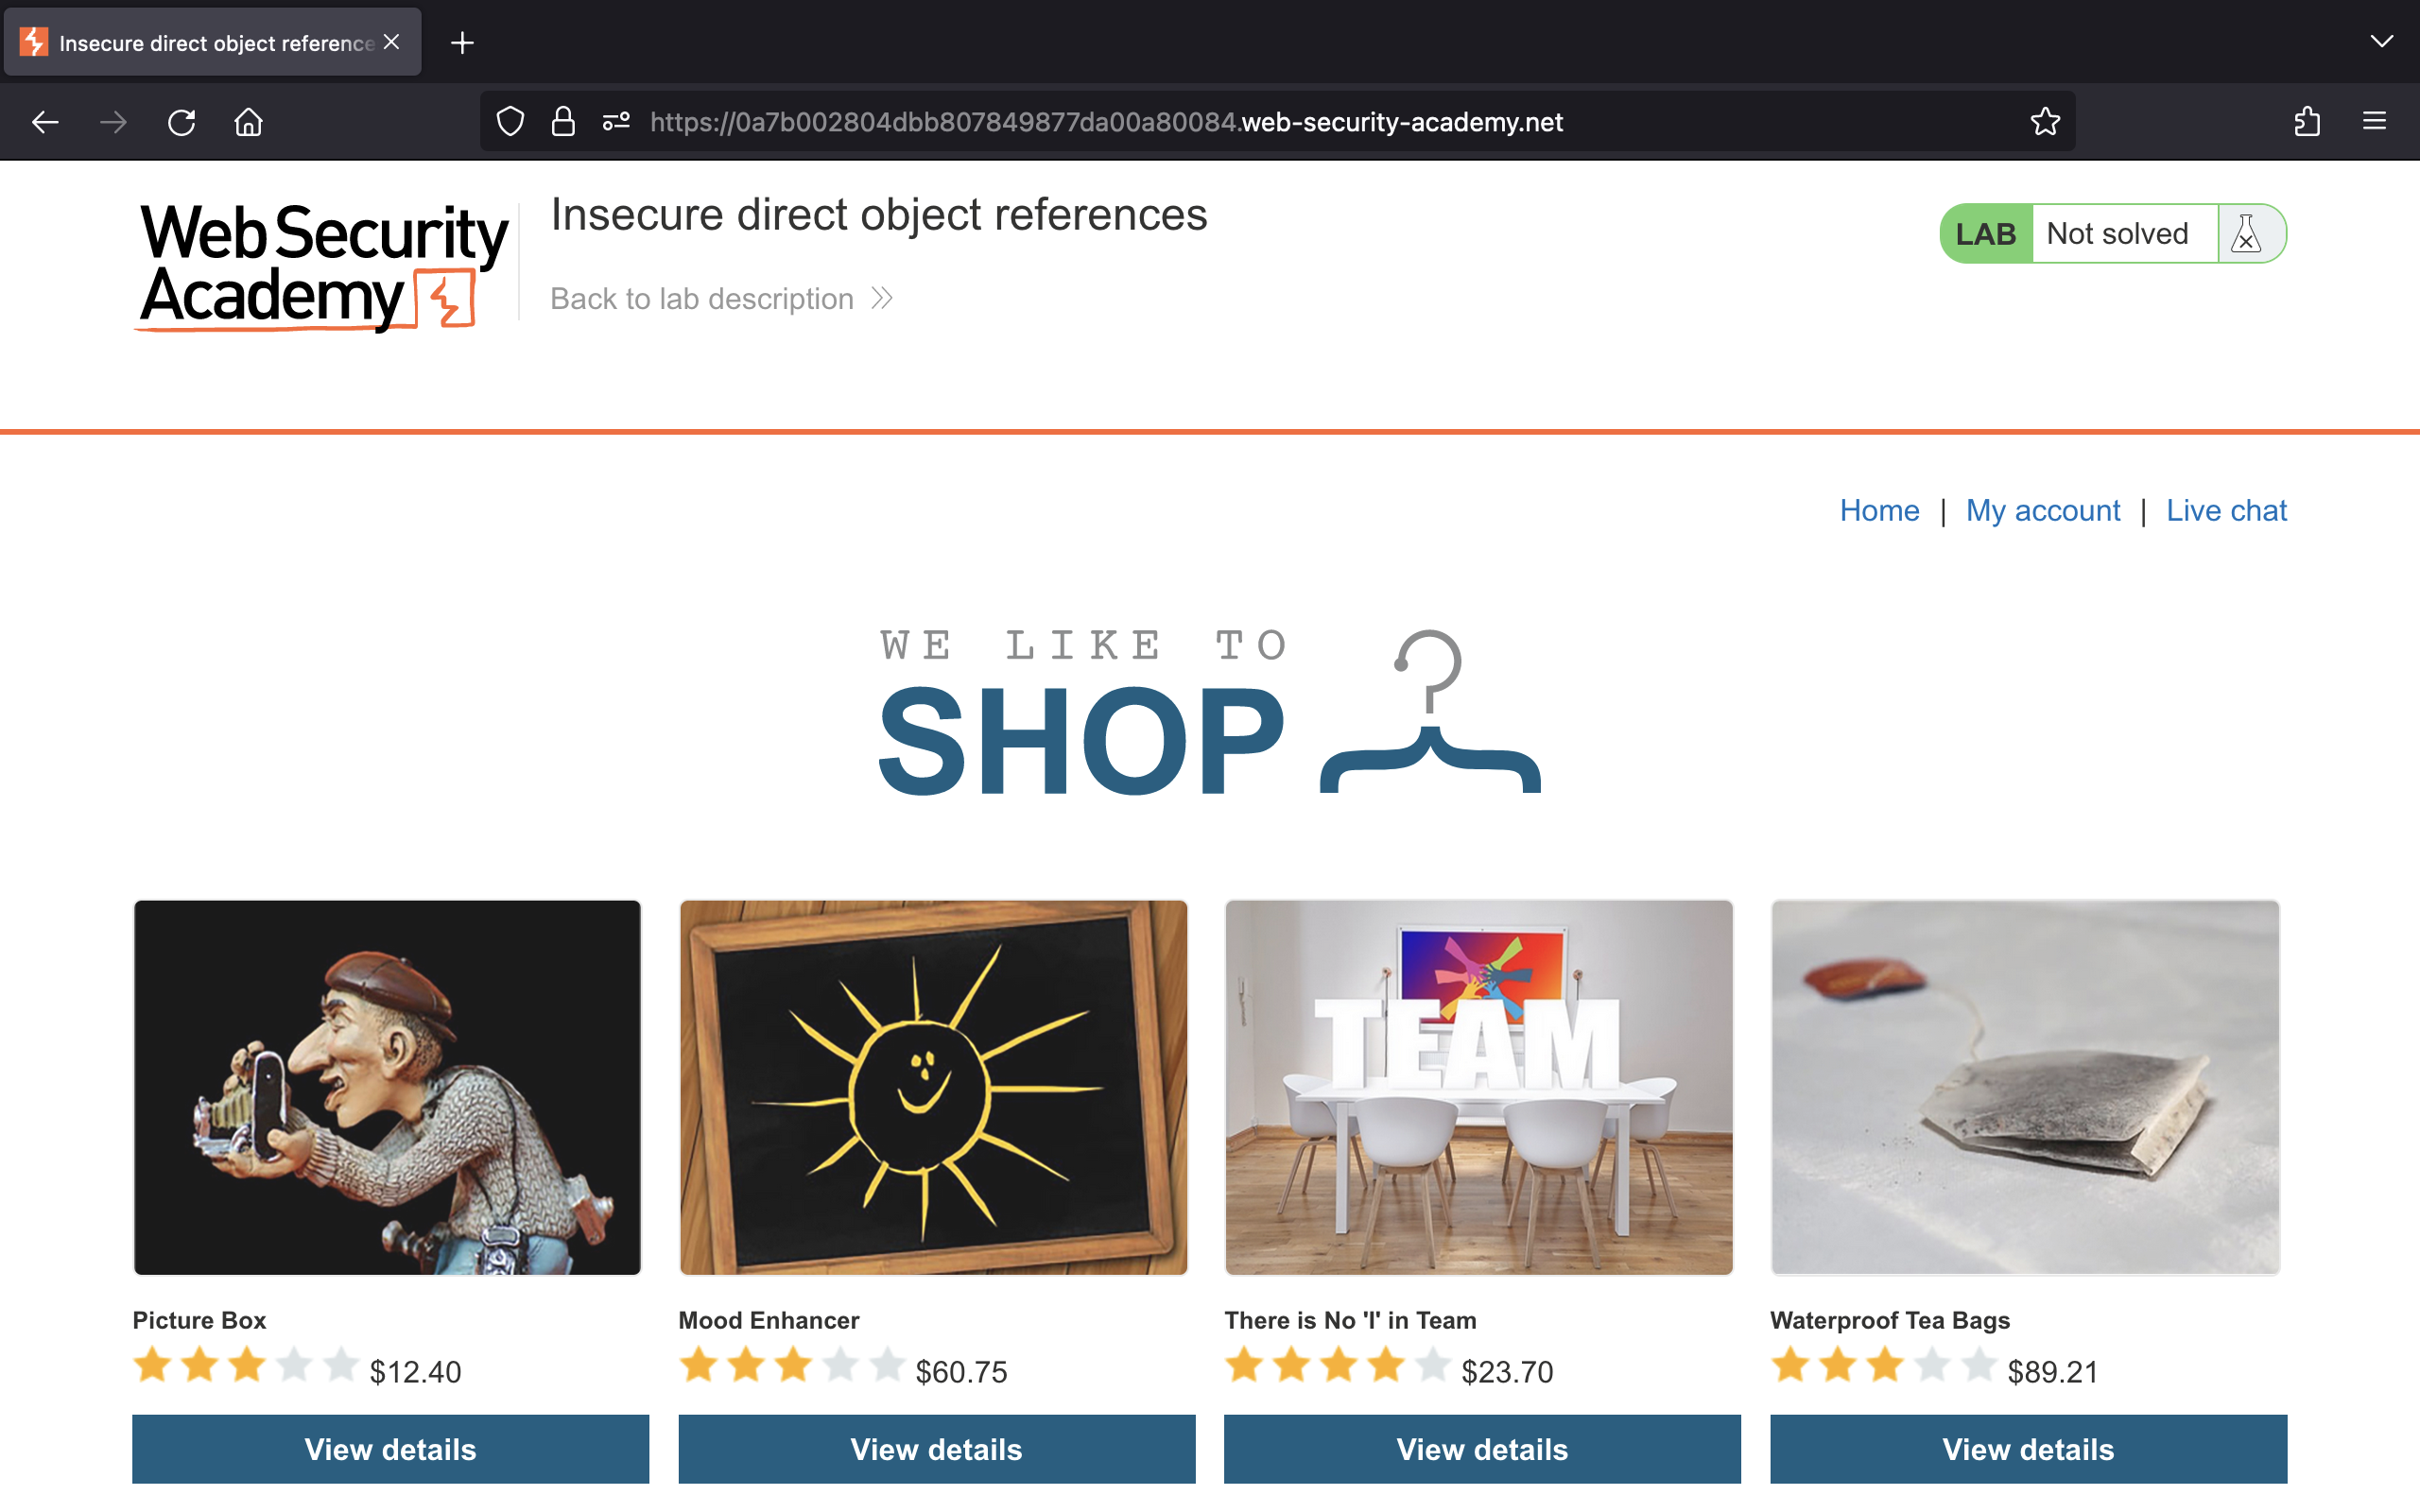 Insecure direct object reference
https://0a7b002804dbb807849877da00a80084.web-security-academy.net
Web Security
Academy
Insecure direct object references
Back to lab description
LAB Not solved
Home | My account | Live chat
WE LIKE TO
SHOP
TEAM
Picture Box
$12.40
View details
Mood Enhancer
$60.75
View details
There is No 'I' in Team
$23.70
View details
Waterproof Tea Bags
$89.21
View details